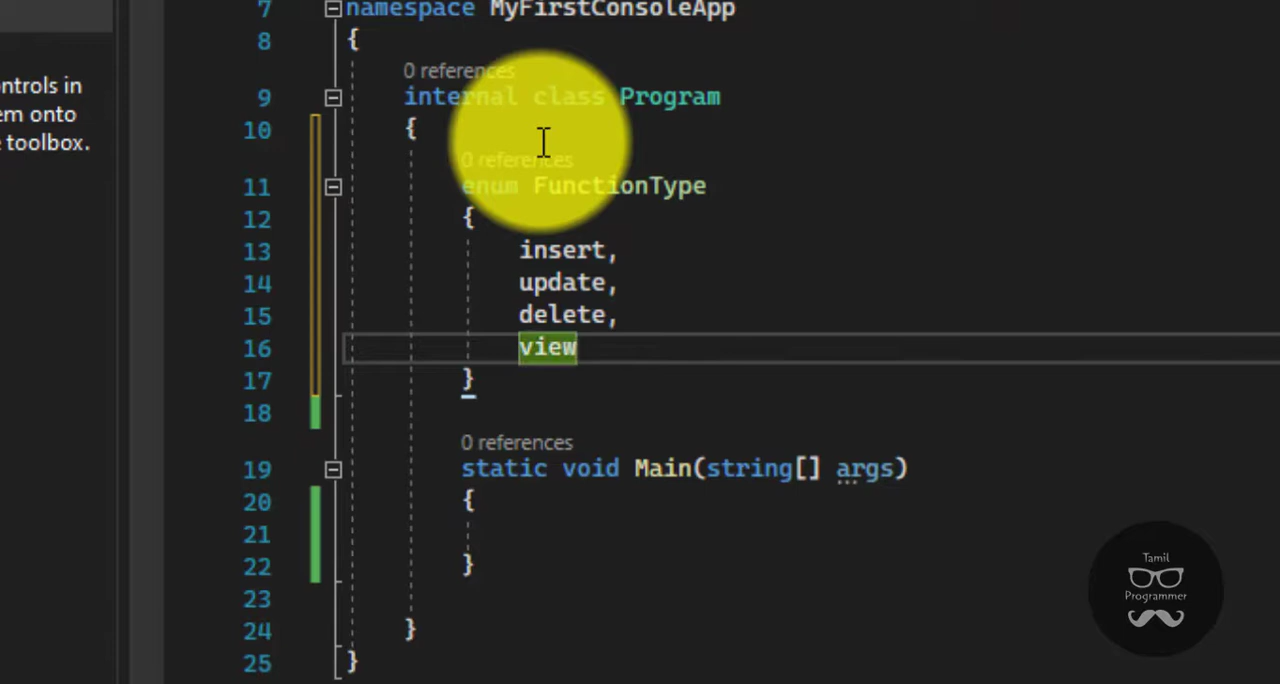 ontrols in
em onto
toolbox.
7 namespace MyFirstConsoleApp
8 {
0 references
9 internal class Program
10 {
0 references
11 enum FunctionType
12 {
13 insert,
14 update,
15 delete,
16 view
17 }
18
0 references
19 static void Main(string[] args)
20 {
21
22 }
23
24 }
25 }
Tamil
Programmer